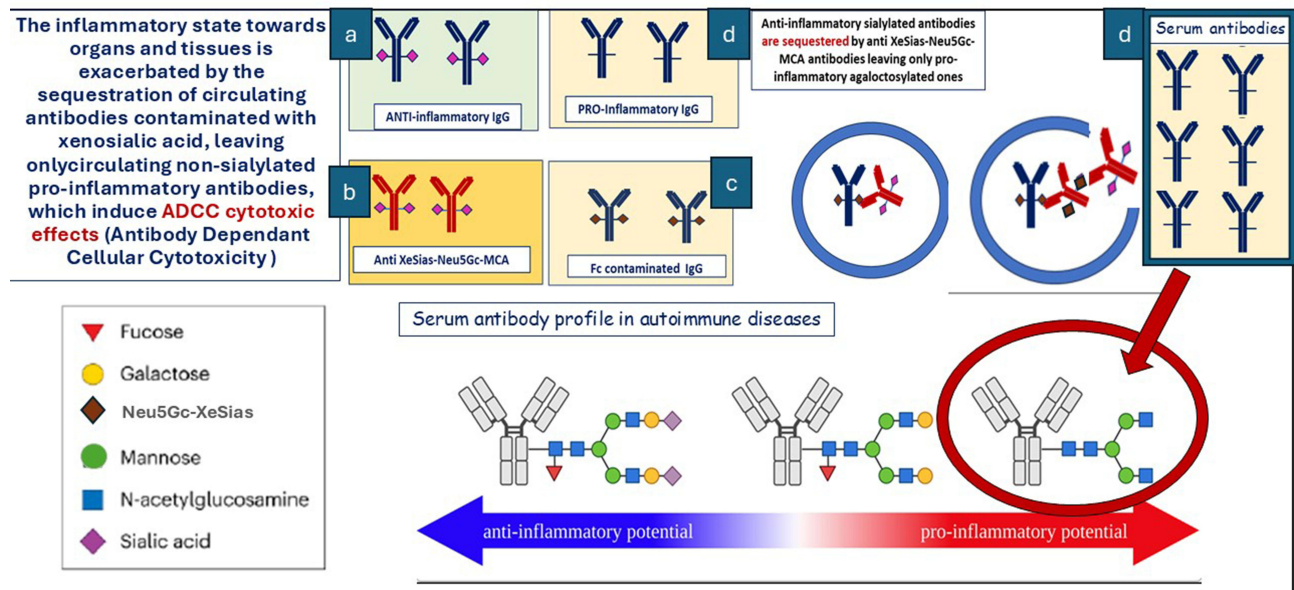 The inflammatory state towards
organs and tissues is
exacerbated by the
sequestration of circulating
antibodies contaminated with
xenosialic acid, leaving
onlycirculating non-sialylated
pro-inflammatory antibodies,
which induce ADCC cytotoxic
effects (Antibody Dependant
Cellular Cytotoxicity )
a
ANTI-inflammatory IgG
PRO-Inflammatory IgG
d
Anti-inflammatory sialylated antibodies
are sequestered by anti XeSias-Neu5Gc-
MCA antibodies leaving only pro-
inflammatory agaloctosylated ones
d
Serum antibodies
b
Anti XeSias-Neu5Gc-MCA
c
Fc contaminated IgG
Serum antibody profile in autoimmune diseases
Fucose
Galactose
Neu5Gc-XeSias
Mannose
N-acetylglucosamine
Sialic acid
anti-inflammatory potential
pro-inflammatory potential